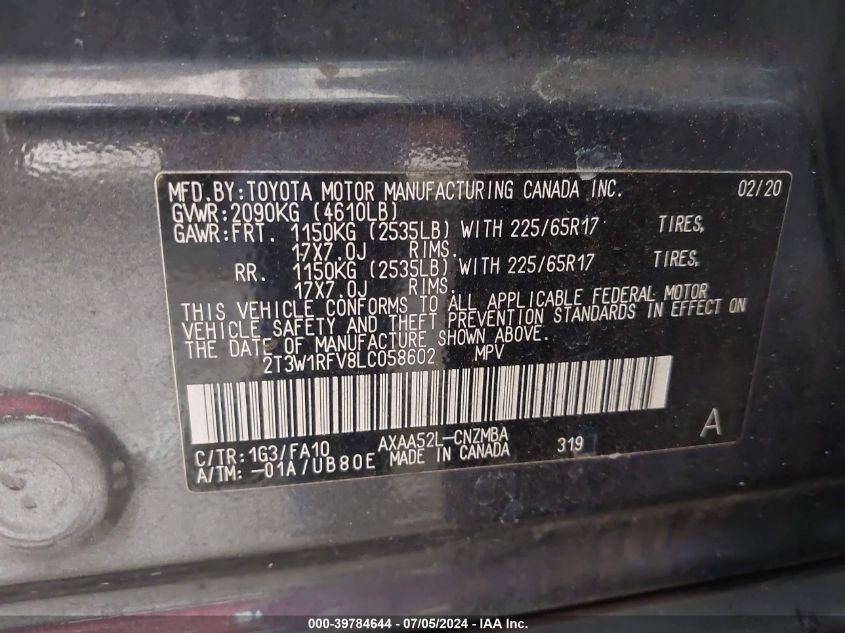 MFD.BY:TOYOTA MOTOR MANUFACTURING CANADA INC. 02/20
GVWR:2090KG (4610LB)
GAWR:FRT. 1150KG (2535LB) WITH 225/65R17 TIRES,
17X7.0J RIMS.
RR. 1150KG (2535LB) WITH 225/65R17 TIRES,
17X7.0J RIMS.
THIS VEHICLE CONFORMS TO ALL APPLICABLE FEDERAL MOTOR
VEHICLE SAFETY AND THEFT PREVENTION STANDARDS IN EFFECT ON
THE DATE OF MANUFACTURE SHOWN ABOVE.
2T3W1RFV8LC058602 MPV
C/TR:1G3/FA10 AXAA52L-CNZMBA 319 A
A/TM: -01A/UB80E MADE IN CANADA
000-39784644 - 07/05/2024 - IAA Inc.